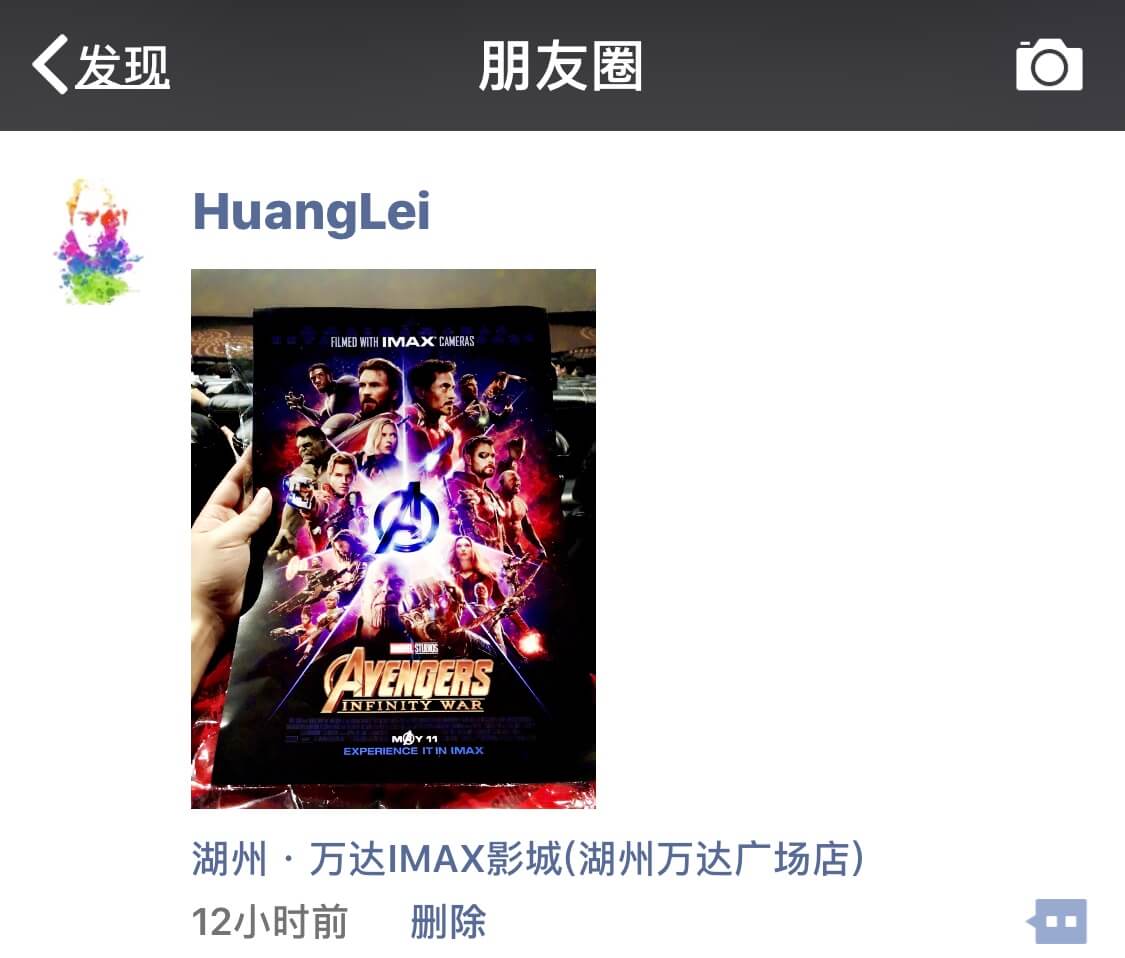 发现
朋友圈
HuangLei
FILMED WITH IMAX® CAMERAS
MARVEL STUDIOS
AVENGERS
INFINITY WAR
MAY 11
EXPERIENCE IT IN IMAX
湖州 · 万达IMAX影城(湖州万达广场店)
12小时前
删除